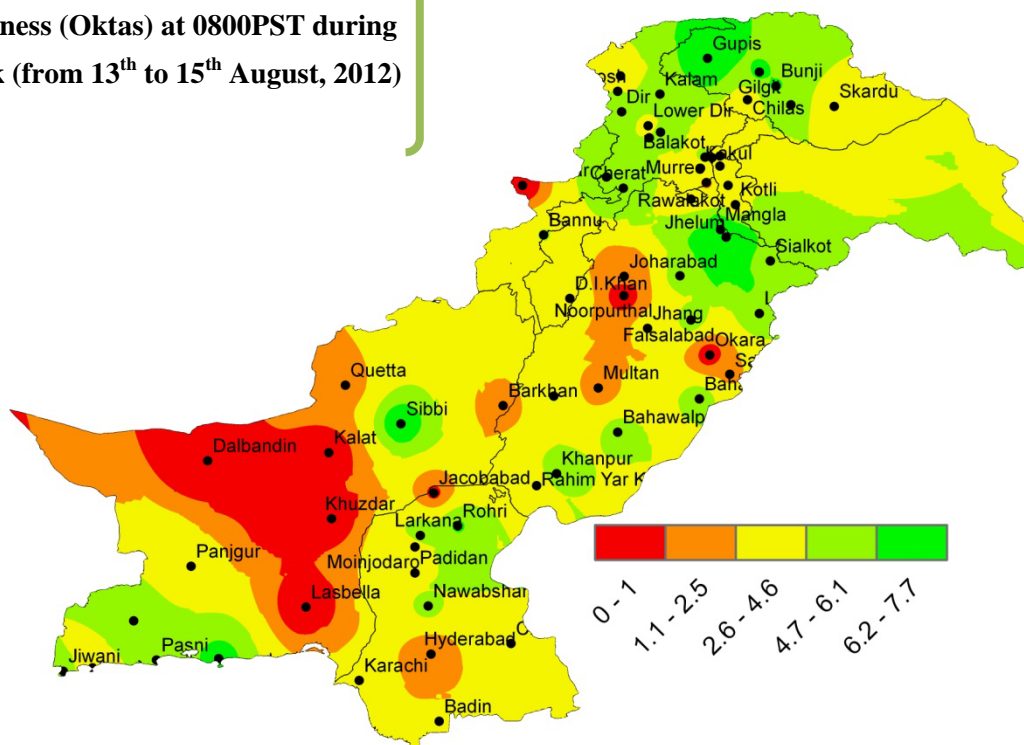 ness (Oktas) at 0800PST during
k (from 13th to 15th August, 2012)
Gupis
Bunji
Kalam
Gilgit
Skardu
Dir
Chilas
Lower Dir
Balakot
Kakul
Murree
Cherat
Kotli
Rawalakot
Mangla
Jhelum
Bannu
Sialkot
Joharabad
D.I.Khan
Noorpurthal
Jhang
Faisalabad
Okara
Quetta
Multan
Barkhan
Sibbi
Bahawalp
Dalbandin
Kalat
Khanpur
Jacobabad
Rahim Yar K
Khuzdar
Rohri
Larkana
Panjgur
Moinjodaro
Padidan
Lasbella
Nawabshah
Hyderabad
Pasni
Jiwani
Karachi
Badin
0 - 1
1.1 - 2.5
2.6 - 4.6
4.7 - 6.1
6.2 - 7.7